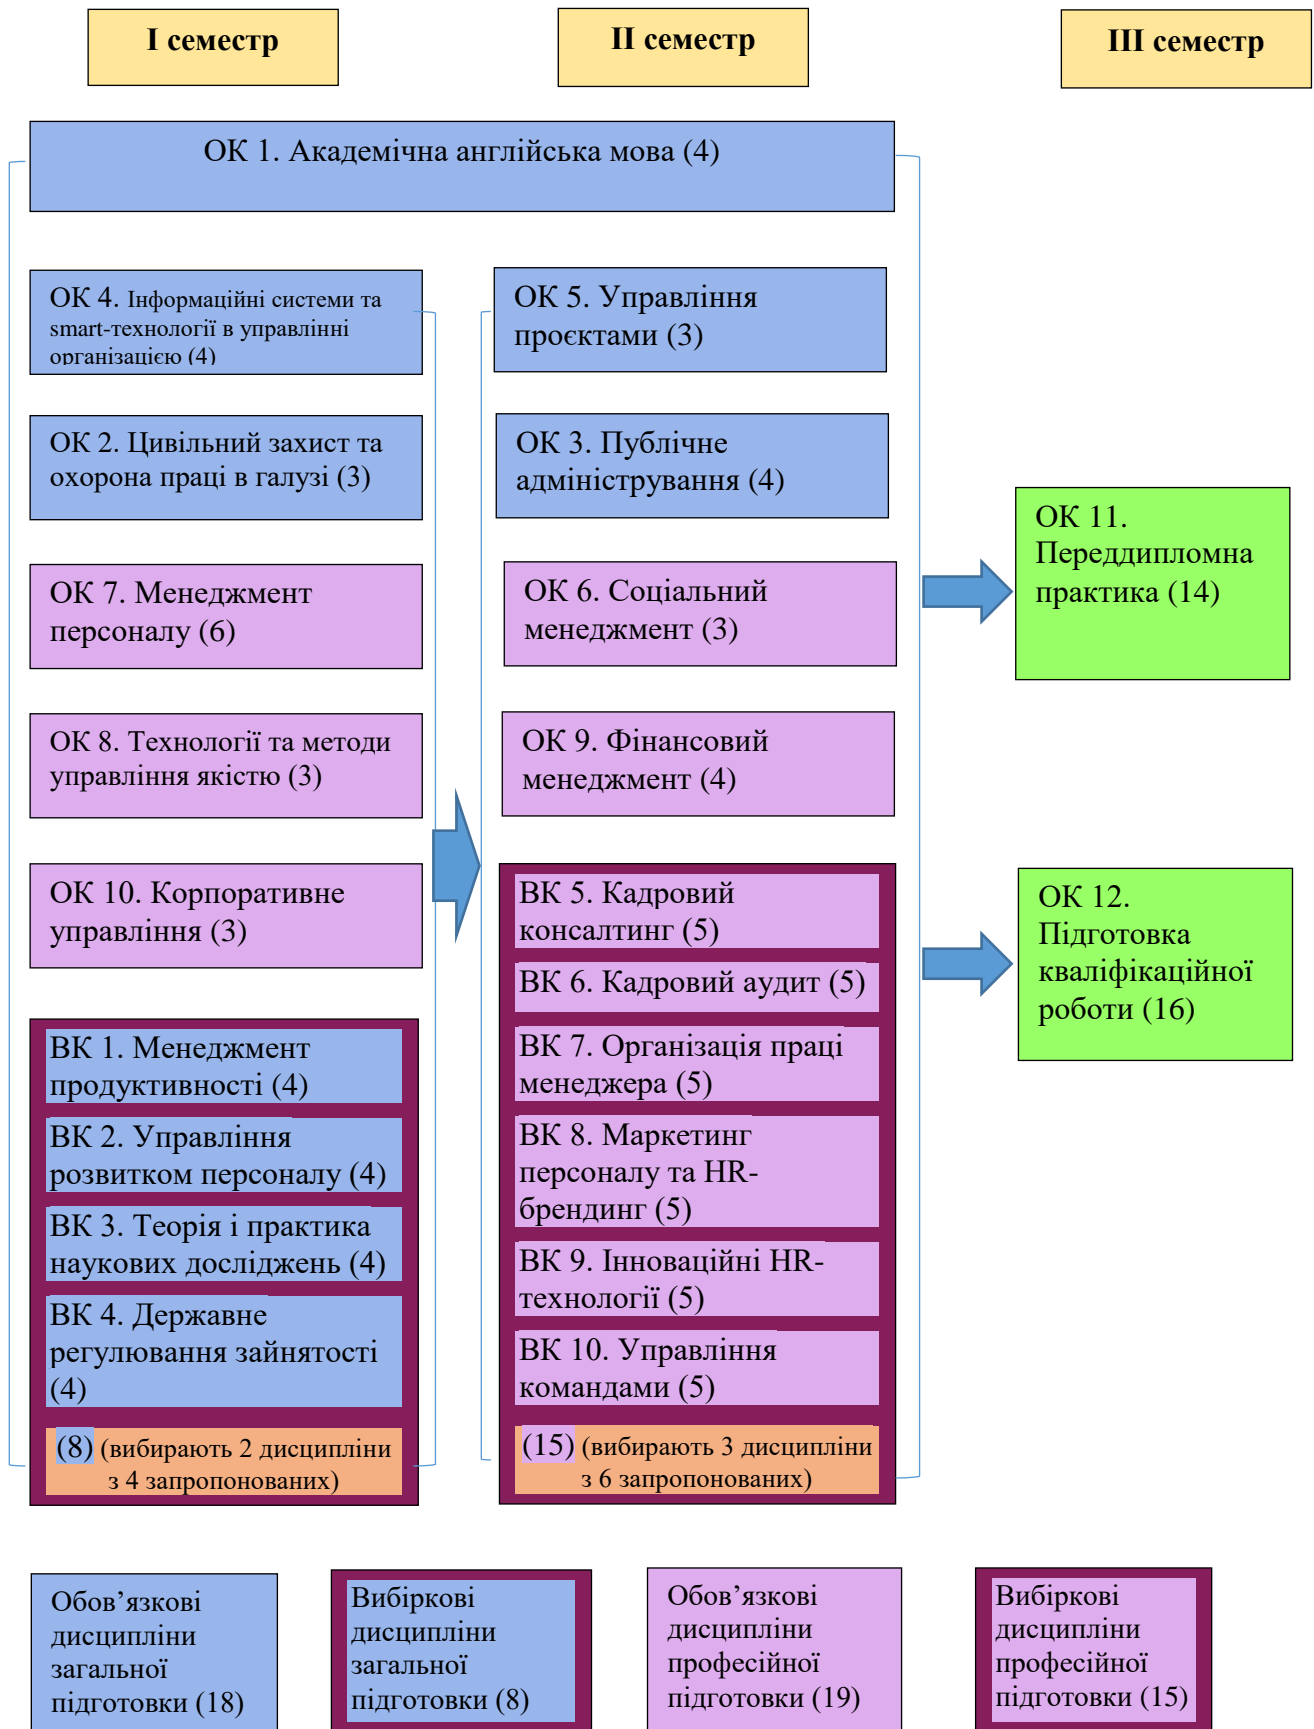 I семестр
II семестр
III семестр
ОК 1. Академічна англійська мова (4)
ОК 4. Інформаційні системи та
smart-технології в управлінні
організацією (4)
ОК 2. Цивільний захист та
охорона праці в галузі (3)
ОК 7. Менеджмент
персоналу (6)
ОК 8. Технології та методи
управління якістю (3)
ОК 10. Корпоративне
управління (3)
ВК 1. Менеджмент
продуктивності (4)
ВК 2. Управління
розвитком персоналу (4)
ВК 3. Теорія і практика
наукових досліджень (4)
ВК 4. Державне
регулювання зайнятості
(4)
(8) (вибирають 2 дисципліни
з 4 запропонованих)
ОК 5. Управління
проєктами (3)
ОК 3. Публічне
адміністрування (4)
ОК 6. Соціальний
менеджмент (3)
ОК 9. Фінансовий
менеджмент (4)
ВК 5. Кадровий
консалтинг (5)
ВК 6. Кадровий аудит (5)
ВК 7. Організація праці
менеджера (5)
ВК 8. Маркетинг
персоналу та HR-
брендинг (5)
ВК 9. Інноваційні HR-
технології (5)
ВК 10. Управління
командами (5)
(15) (вибирають 3 дисципліни
з 6 запропонованих)
ОК 11.
Переддипломна
практика (14)
ОК 12.
Підготовка
кваліфікаційної
роботи (16)
Обов’язкові
дисципліни
загальної
підготовки (18)
Вибіркові
дисципліни
загальної
підготовки (8)
Обов’язкові
дисципліни
професійної
підготовки (19)
Вибіркові
дисципліни
професійної
підготовки (15)